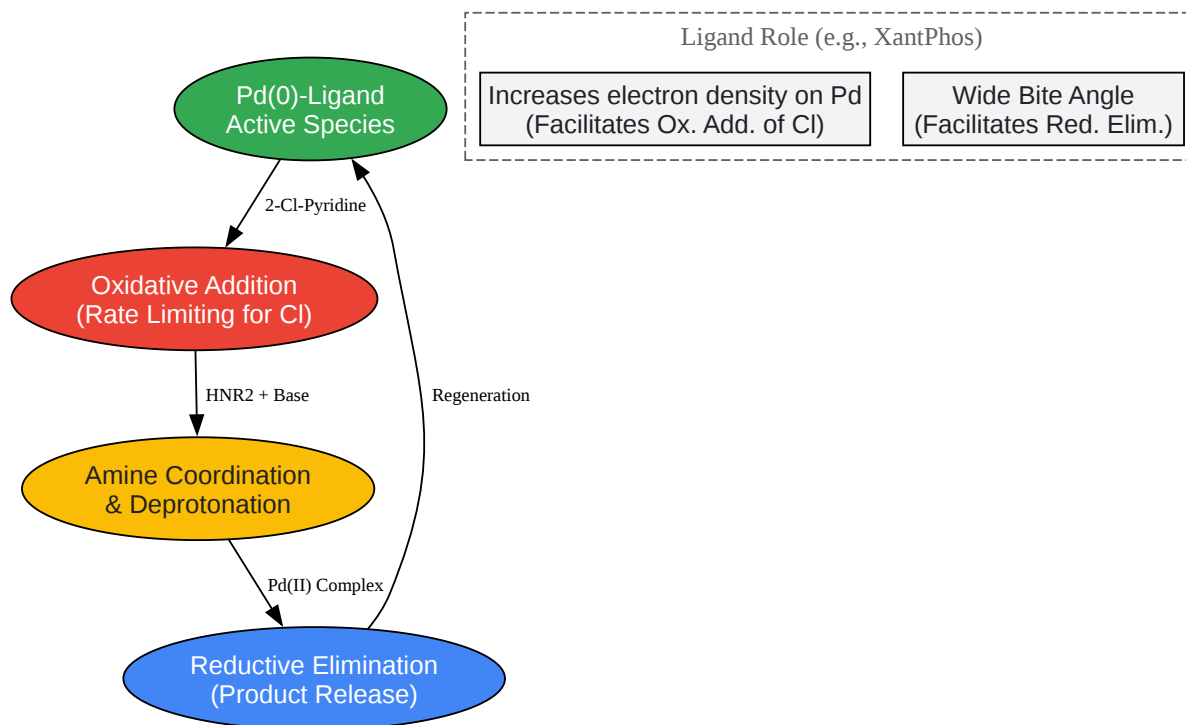 Ligand Role (e.g., XantPhos)
Pd(0)-Ligand
Active Species
Increases electron density on Pd
(Facilitates Ox. Add. of Cl)
Wide Bite Angle
(Facilitates Red. Elim.)
2-Cl-Pyridine
Oxidative Addition
(Rate Limiting for Cl)
HNR2 + Base
Regeneration
Amine Coordination
& Deprotonation
Pd(II) Complex
Reductive Elimination
(Product Release)